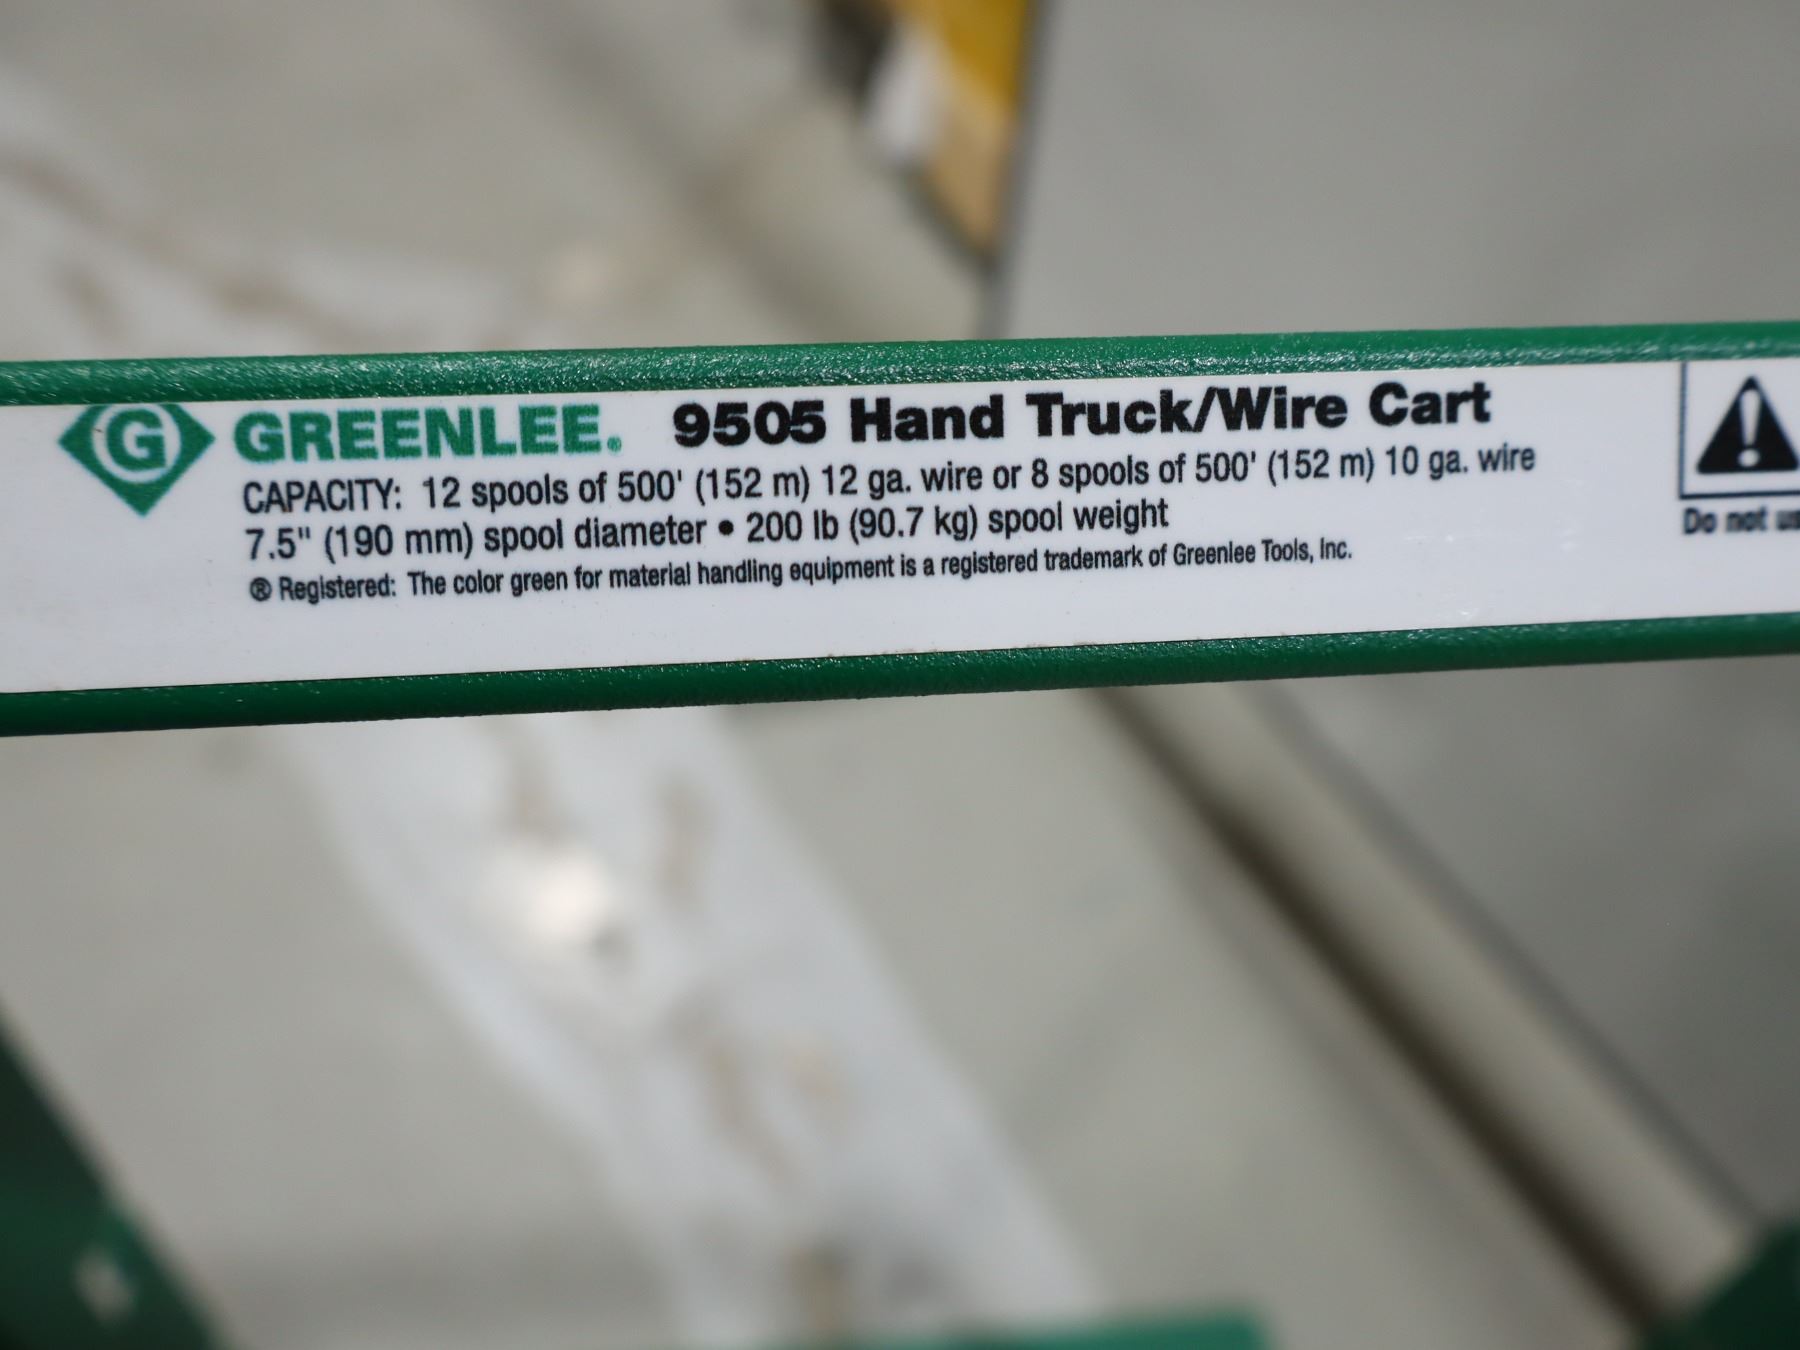 G GREENLEE® 9505 Hand Truck/Wire Cart
CAPACITY: 12 spools of 500' (152 m) 12 ga. wire or 8 spools of 500' (152 m) 10 ga. wire
7.5" (190 mm) spool diameter • 200 lb (90.7 kg) spool weight
® Registered: The color green for material handling equipment is a registered trademark of Greenlee Tools, Inc.
Do not